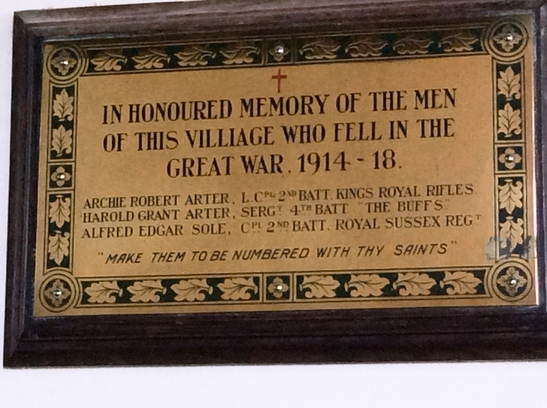 IN HONOURED MEMORY OF THE MEN
OF THIS VILLIAGE WHO FELL IN THE
GREAT WAR, 1914-18.
ARCHIE ROBERT ARTER, L.CPL 2ND BATT. KINGS ROYAL RIFLES.
HAROLD GRANT ARTER, SERGT 4TH BATT "THE BUFFS"
ALFRED EDGAR SOLE, CPL 2ND BATT. ROYAL SUSSEX REGT
"MAKE THEM TO BE NUMBERED WITH THY SAINTS"